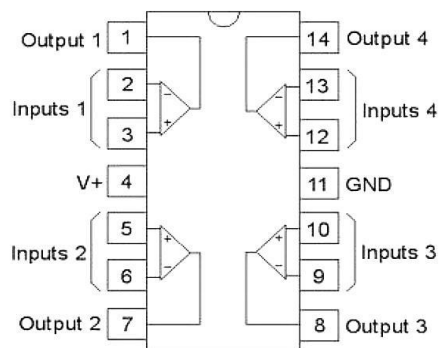 Output 1 1 14 Output 4
2 − − 13
Inputs 1 Inputs 4
3 + + 12
V+ 4 11 GND
5 + + 10
Inputs 2 Inputs 3
6 − − 9
Output 2 7 8 Output 3